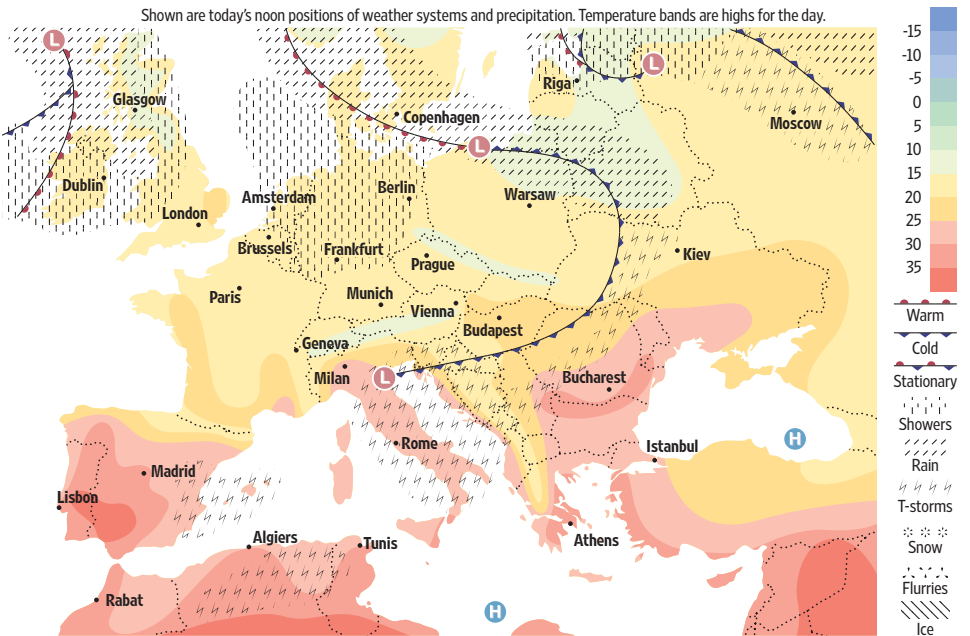 Shown are today's noon positions of weather systems and precipitation. Temperature bands are highs for the day.
L
L
Riga
Glasgow
Copenhagen
Moscow
L
Dublin
Berlin
Amsterdam
Warsaw
London
Brussels
Frankfurt
Prague
Kiev
Paris
Munich
Vienna
Budapest
Geneva
Milan
L
Bucharest
Rome
H
Istanbul
Madrid
Lisbon
Algiers
Tunis
Athens
Rabat
H
-15
-10
-5
0
5
10
15
20
25
30
35
Warm
Cold
Stationary
Showers
Rain
T-storms
Snow
Flurries
Ice